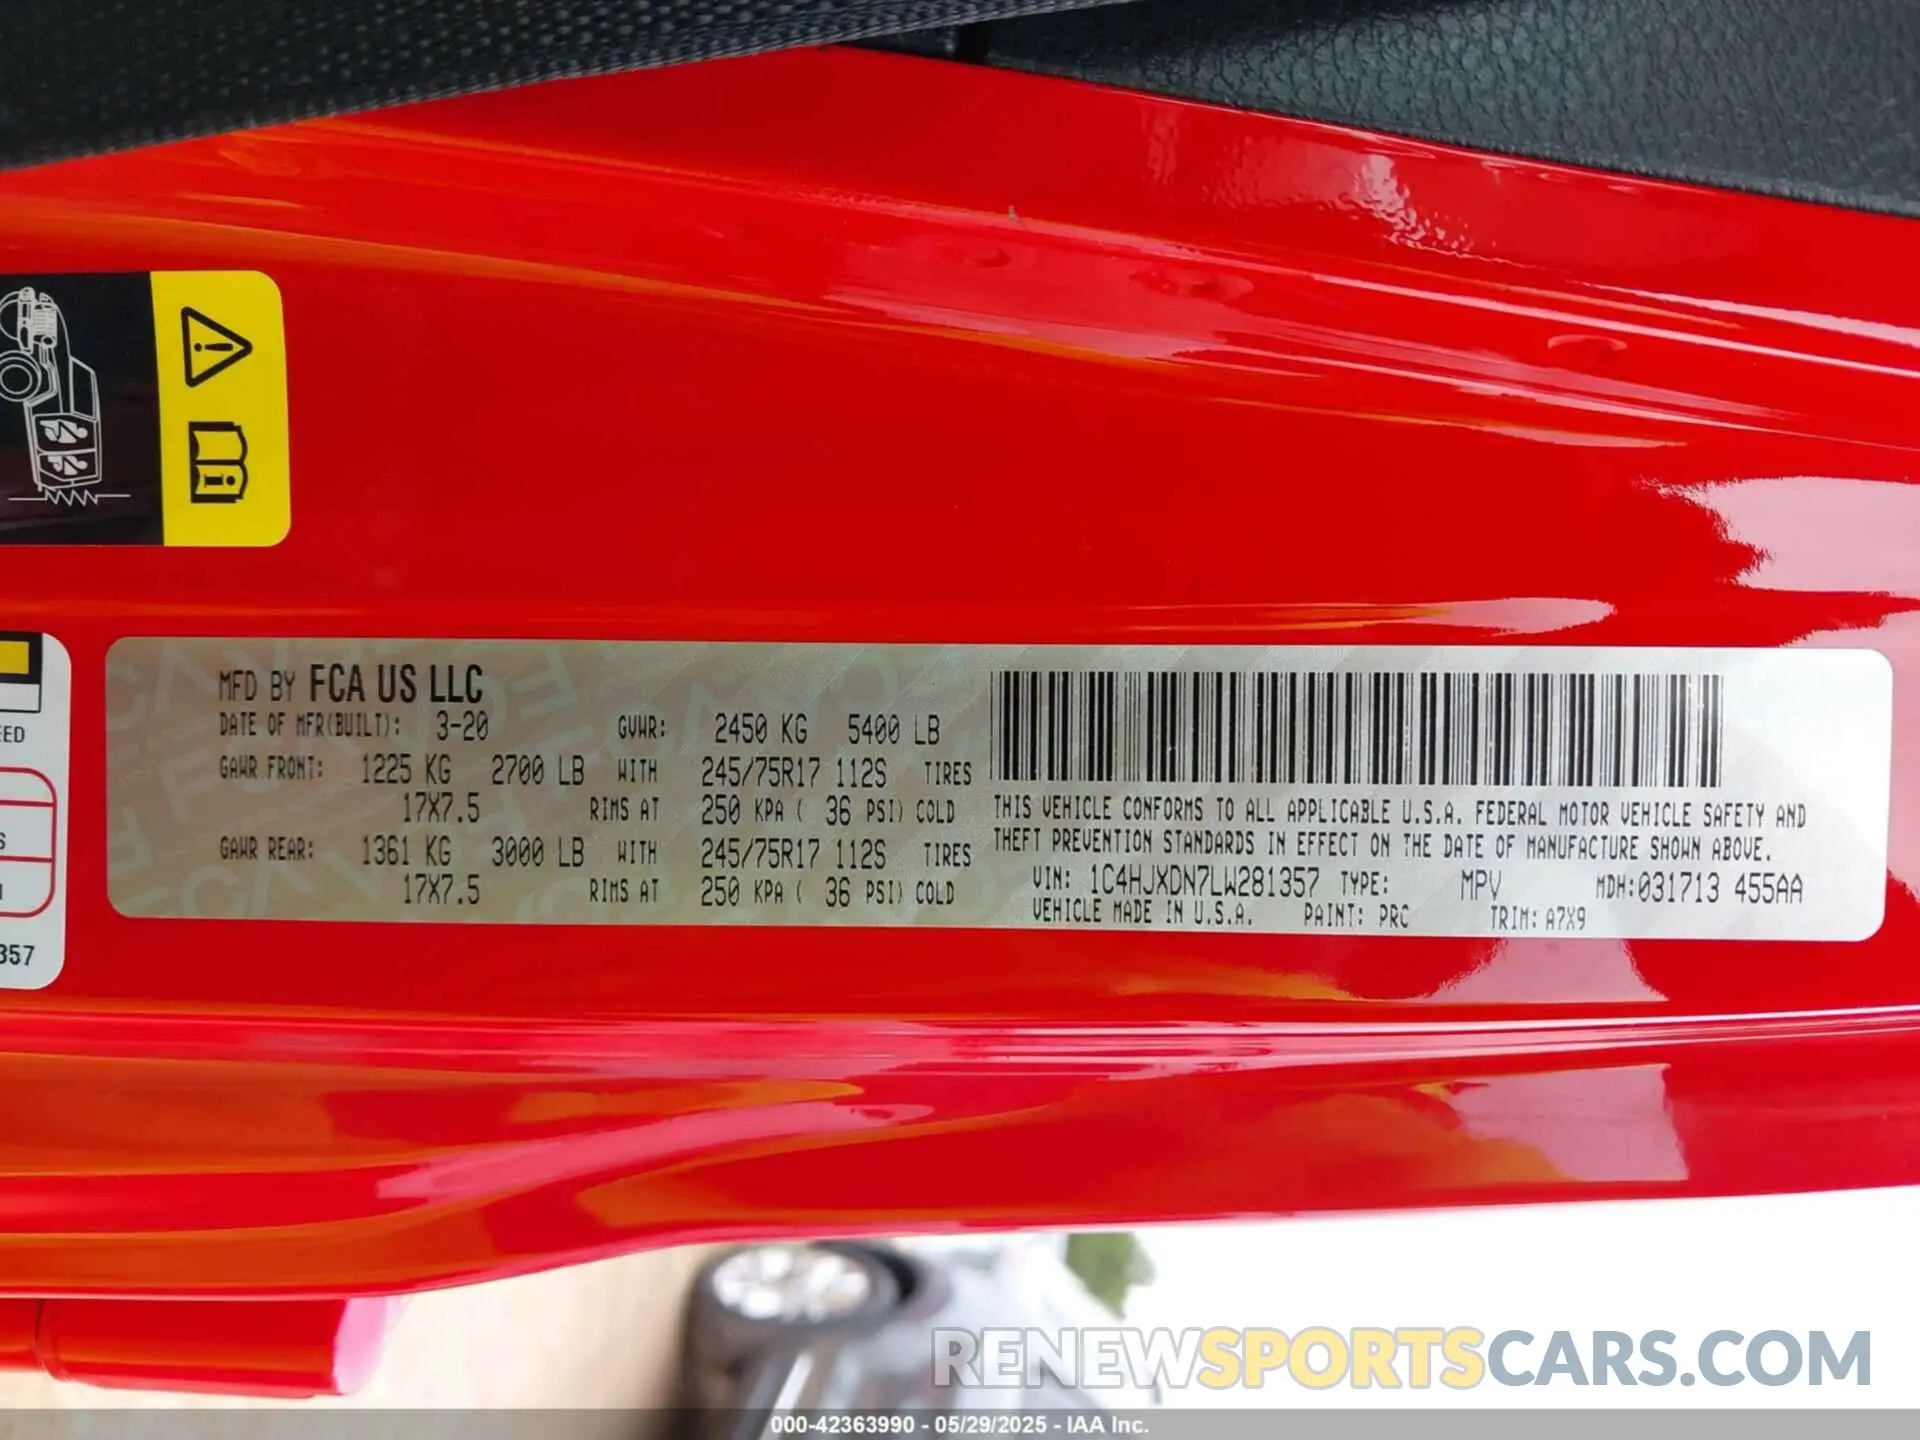 MFD BY FCA US LLC
DATE OF MFR(BUILT): 3-20 GVWR: 2450 KG 5400 LB
GAWR FRONT: 1225 KG 2700 LB WITH 245/75R17 112S TIRES
17X7.5 RIMS AT 250 KPA ( 36 PSI) COLD
GAWR REAR: 1361 KG 3000 LB WITH 245/75R17 112S TIRES
17X7.5 RIMS AT 250 KPA ( 36 PSI) COLD
THIS VEHICLE CONFORMS TO ALL APPLICABLE U.S.A. FEDERAL MOTOR VEHICLE SAFETY AND
THEFT PREVENTION STANDARDS IN EFFECT ON THE DATE OF MANUFACTURE SHOWN ABOVE.
VIN: 1C4HJXDN7LW281357 TYPE: MPV MDH:031713 455AA
VEHICLE MADE IN U.S.A. PAINT: PRC TRIM: A7X9
357
RENEWSPORTSCARS.COM
000-42363990 - 05/29/2025 - IAA Inc.